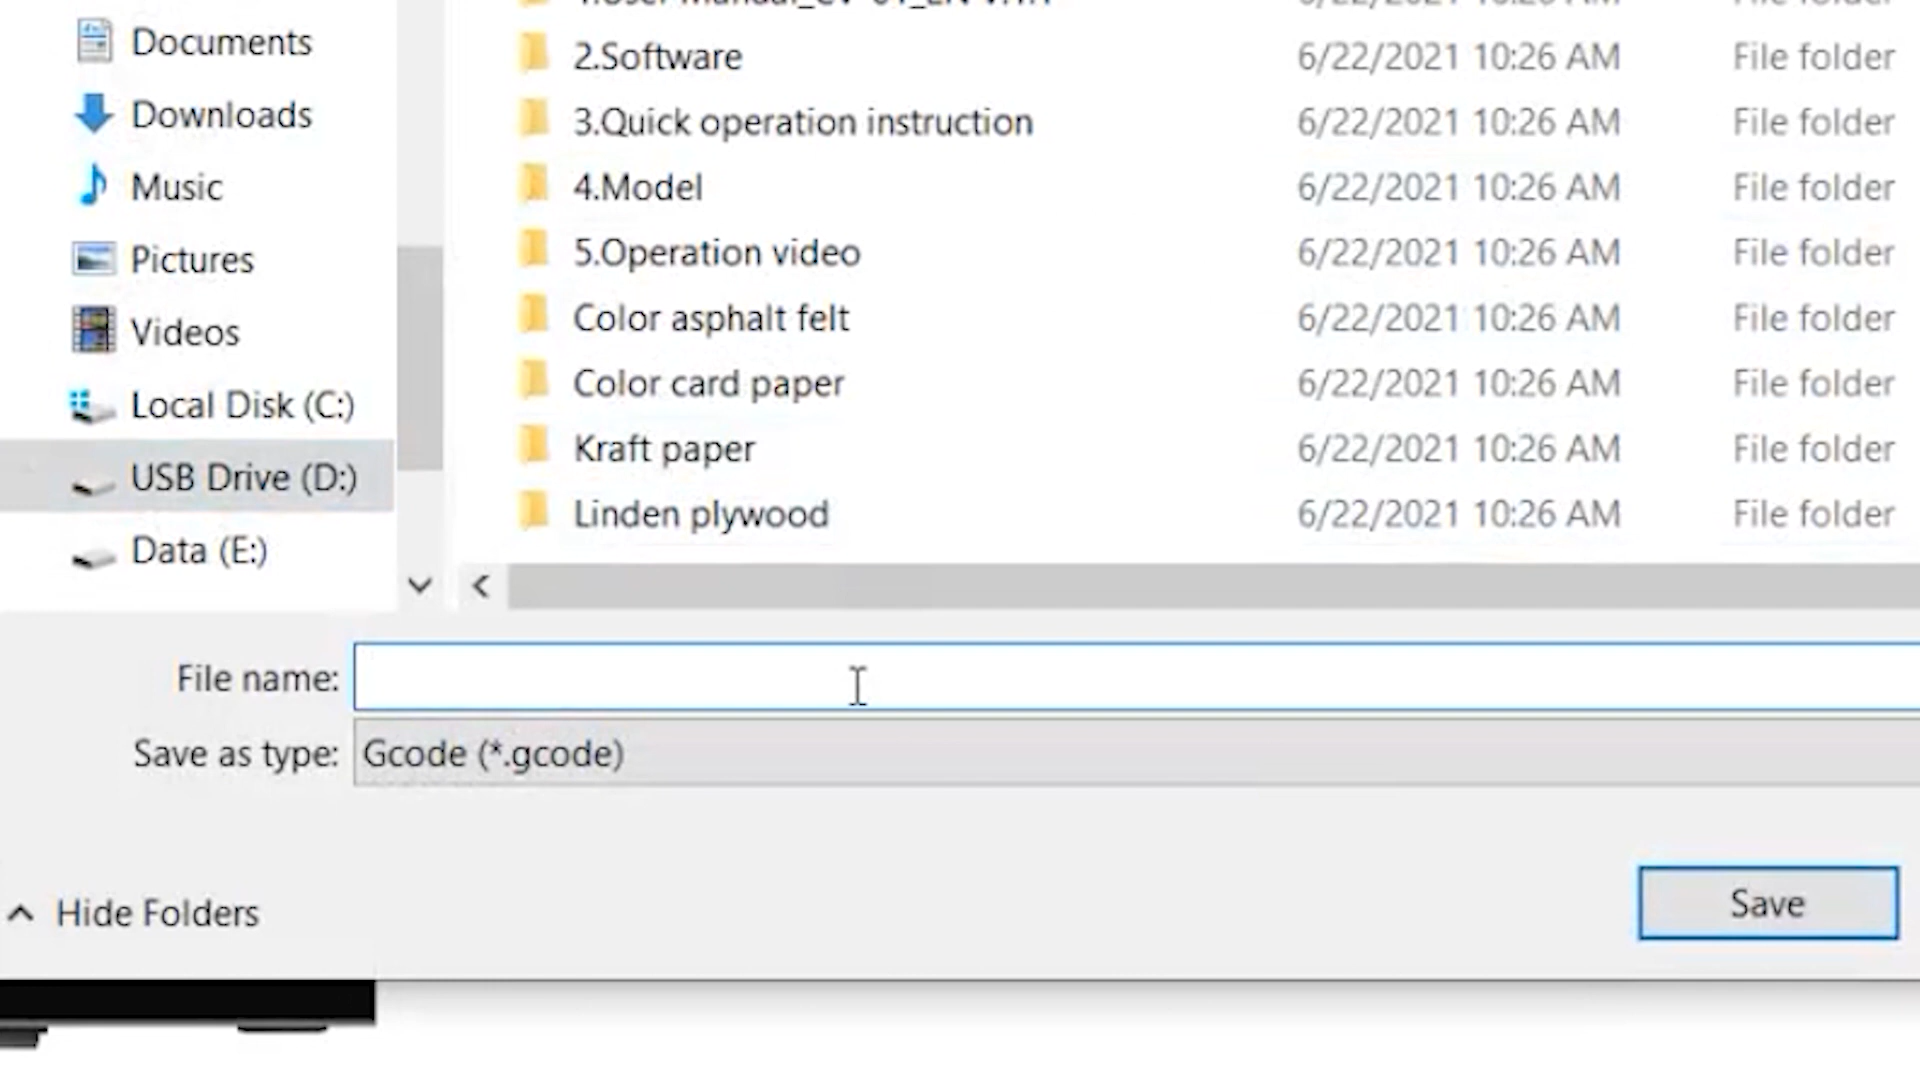 Documents
Downloads
Music
Pictures
Videos
Local Disk (C:)
USB Drive (D:)
Data (E:)
2.Software 6/22/2021 10:26 AM File folder
3.Quick operation instruction 6/22/2021 10:26 AM File folder
4.Model 6/22/2021 10:26 AM File folder
5.Operation video 6/22/2021 10:26 AM File folder
Color asphalt felt 6/22/2021 10:26 AM File folder
Color card paper 6/22/2021 10:26 AM File folder
Kraft paper 6/22/2021 10:26 AM File folder
Linden plywood 6/22/2021 10:26 AM File folder
File name:
Save as type: Gcode (*.gcode)
Hide Folders
Save